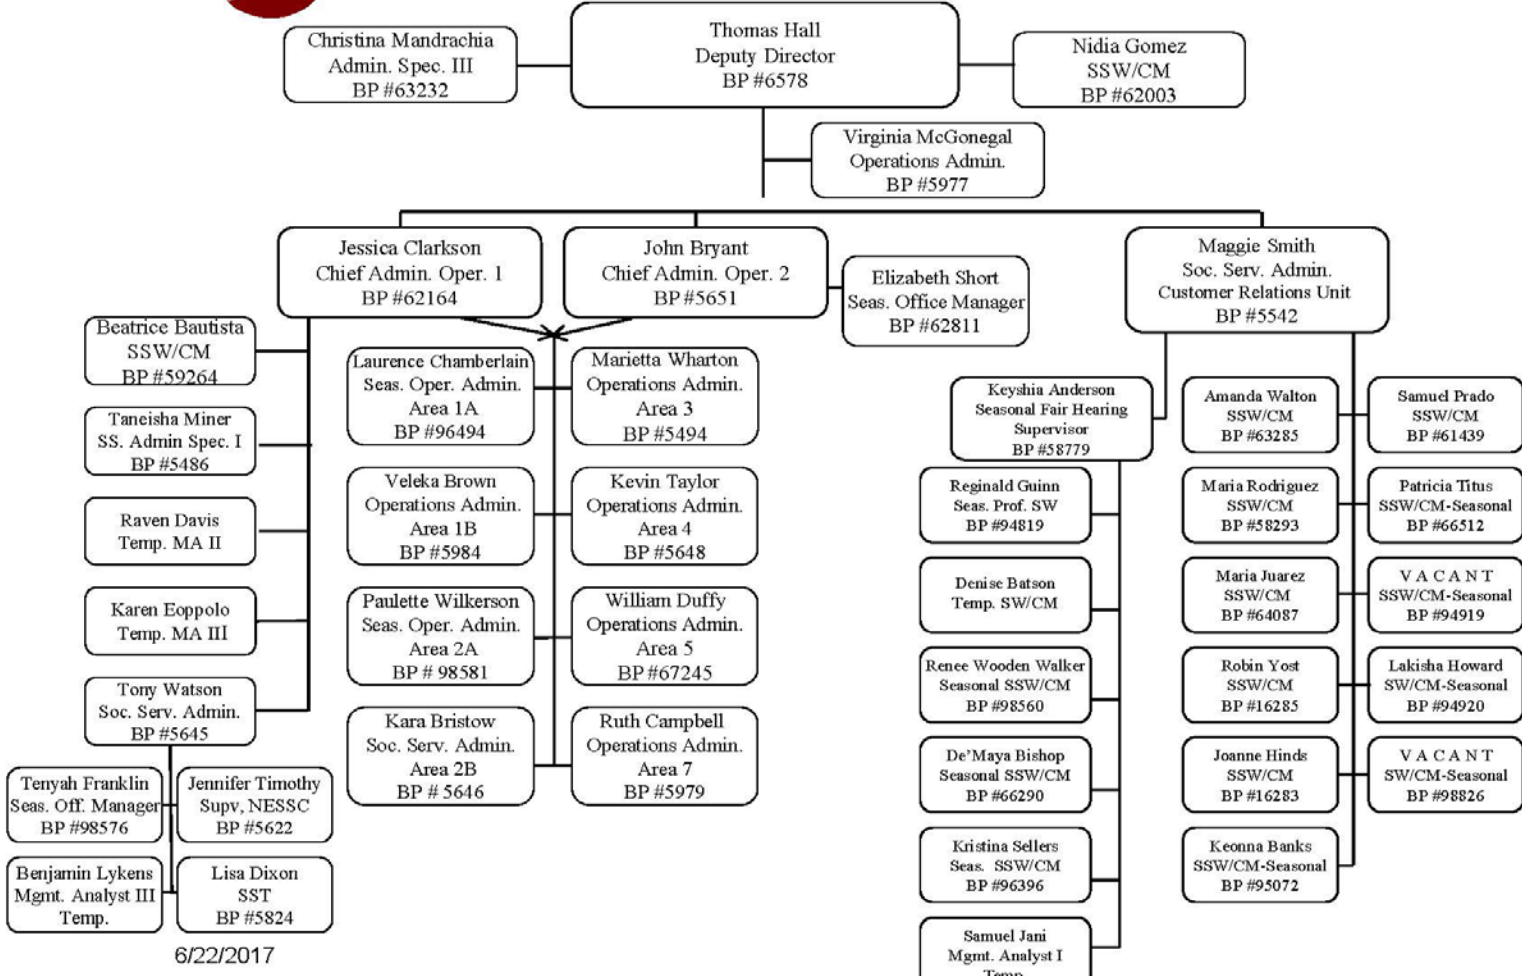 Christina Mandrachia
Admin. Spec. III
BP #63232
Thomas Hall
Deputy Director
BP #6578
Nidia Gomez
SSW/CM
BP #62003
Virginia McGonegal
Operations Admin.
BP #5977
Jessica Clarkson
Chief Admin. Oper. 1
BP #62164
John Bryant
Chief Admin. Oper. 2
BP #5651
Elizabeth Short
Seas. Office Manager
BP #62811
Maggie Smith
Soc. Serv. Admin.
Customer Relations Unit
BP #5542
Beatrice Bautista
SSW/CM
BP #59264
Taneisha Miner
SS. Admin Spec. I
BP #5486
Raven Davis
Temp. MA II
Karen Eoppolo
Temp. MA III
Tony Watson
Soc. Serv. Admin.
BP #5645
Tenyah Franklin
Seas. Off. Manager
BP #98576
Jennifer Timothy
Supv, NESSC
BP #5622
Benjamin Lykens
Mgmt. Analyst III
Temp.
Lisa Dixon
SST
BP #5824
Laurence Chamberlain
Seas. Oper. Admin.
Area 1A
BP #96494
Marietta Wharton
Operations Admin.
Area 3
BP #5494
Veleka Brown
Operations Admin.
Area 1B
BP #5984
Kevin Taylor
Operations Admin.
Area 4
BP #5648
Paulette Wilkerson
Seas. Oper. Admin.
Area 2A
BP # 98581
William Duffy
Operations Admin.
Area 5
BP #67245
Kara Bristow
Soc. Serv. Admin.
Area 2B
BP # 5646
Ruth Campbell
Operations Admin.
Area 7
BP #5979
Keyshia Anderson
Seasonal Fair Hearing
Supervisor
BP #58779
Reginald Guinn
Seas. Prof. SW
BP #94819
Denise Batson
Temp. SW/CM
Renee Wooden Walker
Seasonal SSW/CM
BP #98560
De'Maya Bishop
Seasonal SSW/CM
BP #66290
Kristina Sellers
Seas. SSW/CM
BP #96396
Samuel Jani
Mgmt. Analyst I
Temp.
Amanda Walton
SSW/CM
BP #63285
Samuel Prado
SSW/CM
BP #61439
Maria Rodriguez
SSW/CM
BP #58293
Patricia Titus
SSW/CM-Seasonal
BP #66512
Maria Juarez
SSW/CM
BP #64087
V A C A N T
SSW/CM-Seasonal
BP #94919
Robin Yost
SSW/CM
BP #16285
Lakisha Howard
SW/CM-Seasonal
BP #94920
Joanne Hinds
SSW/CM
BP #16283
V A C A N T
SW/CM-Seasonal
BP #98826
Keonna Banks
SSW/CM-Seasonal
BP #95072
6/22/2017